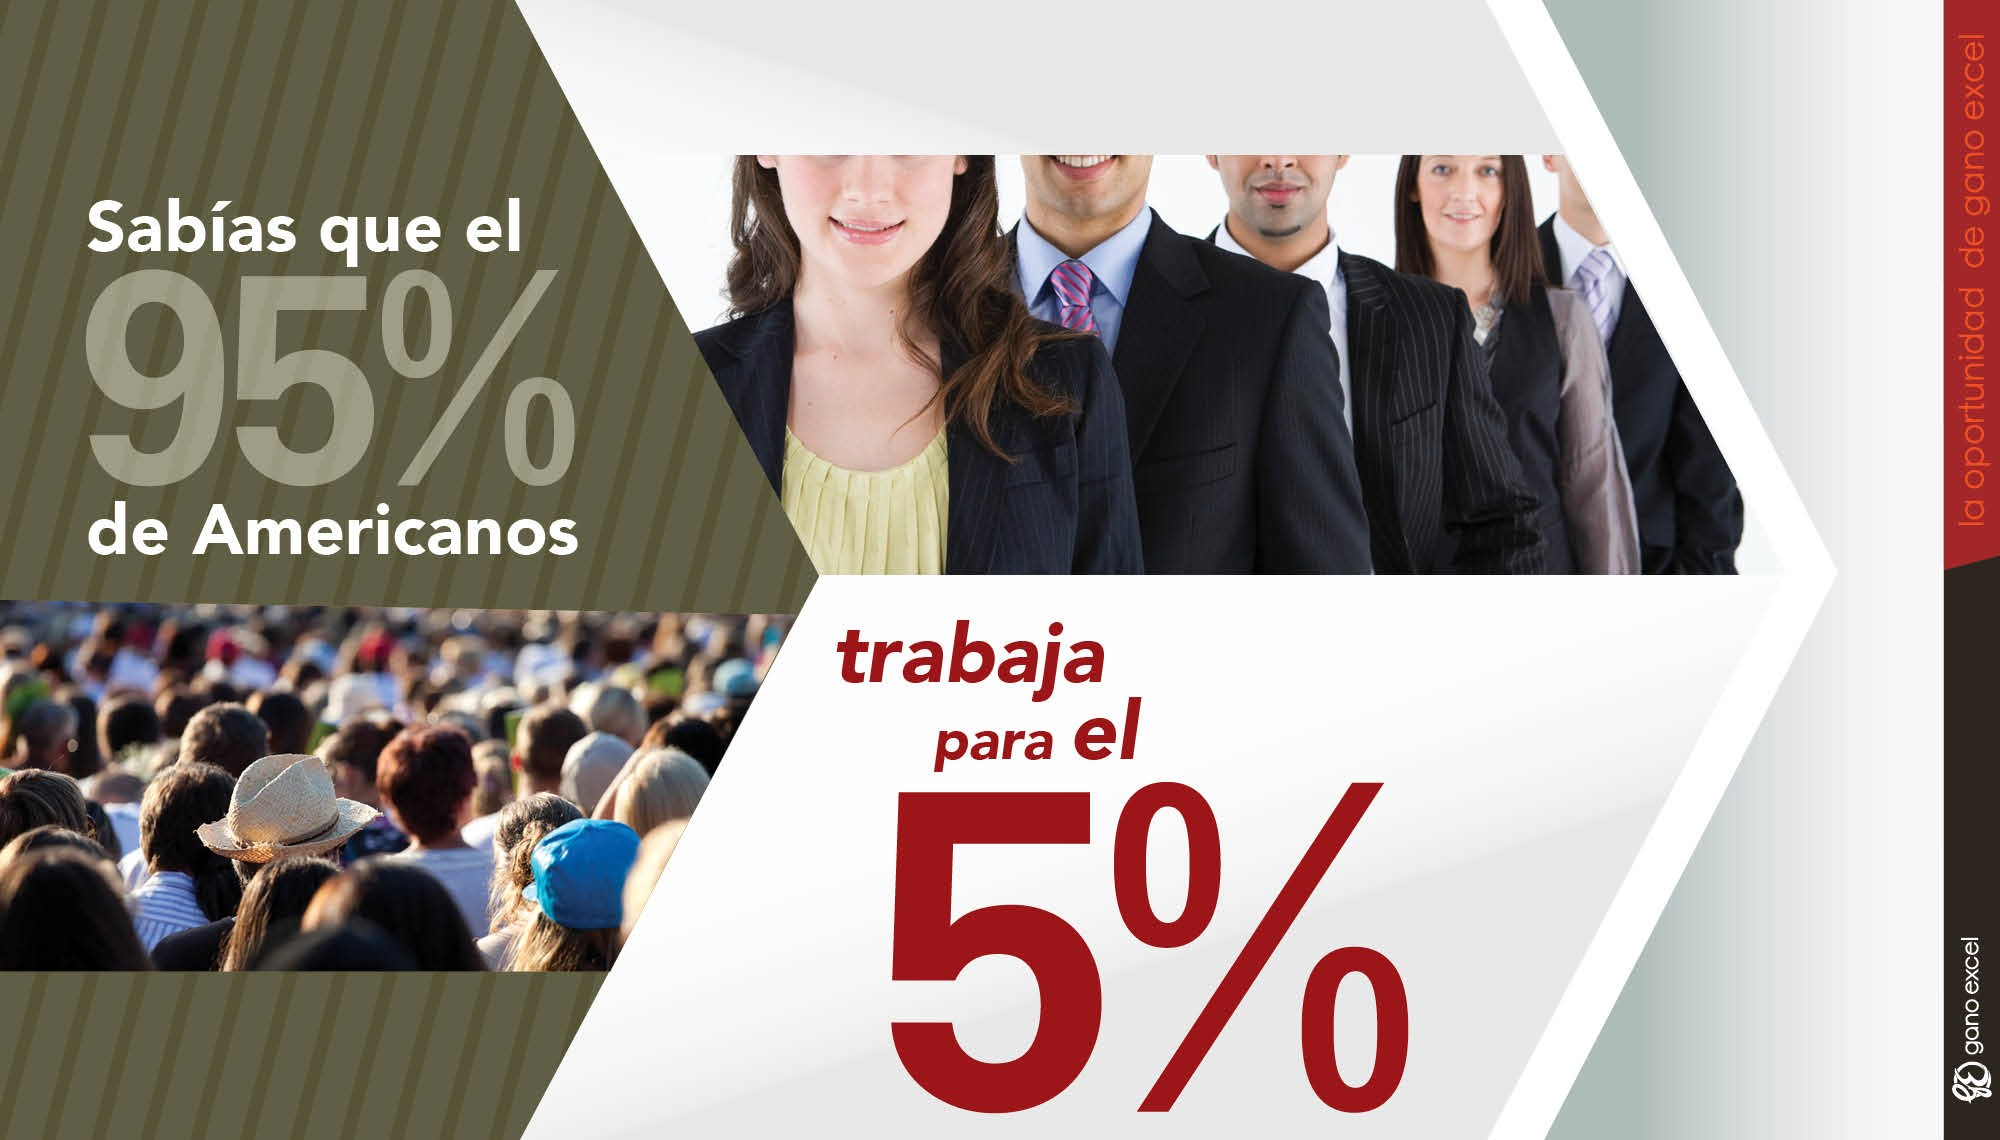 Sabías que el
95%
de Americanos
trabaja
para el
5%
la oportunidad de gano excel
gano excel